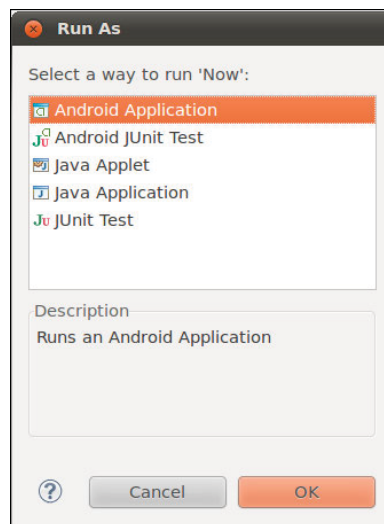 Run As
Select a way to run 'Now':
Android Application
Android JUnit Test
Java Applet
Java Application
JUnit Test
Description
Runs an Android Application
Cancel
OK